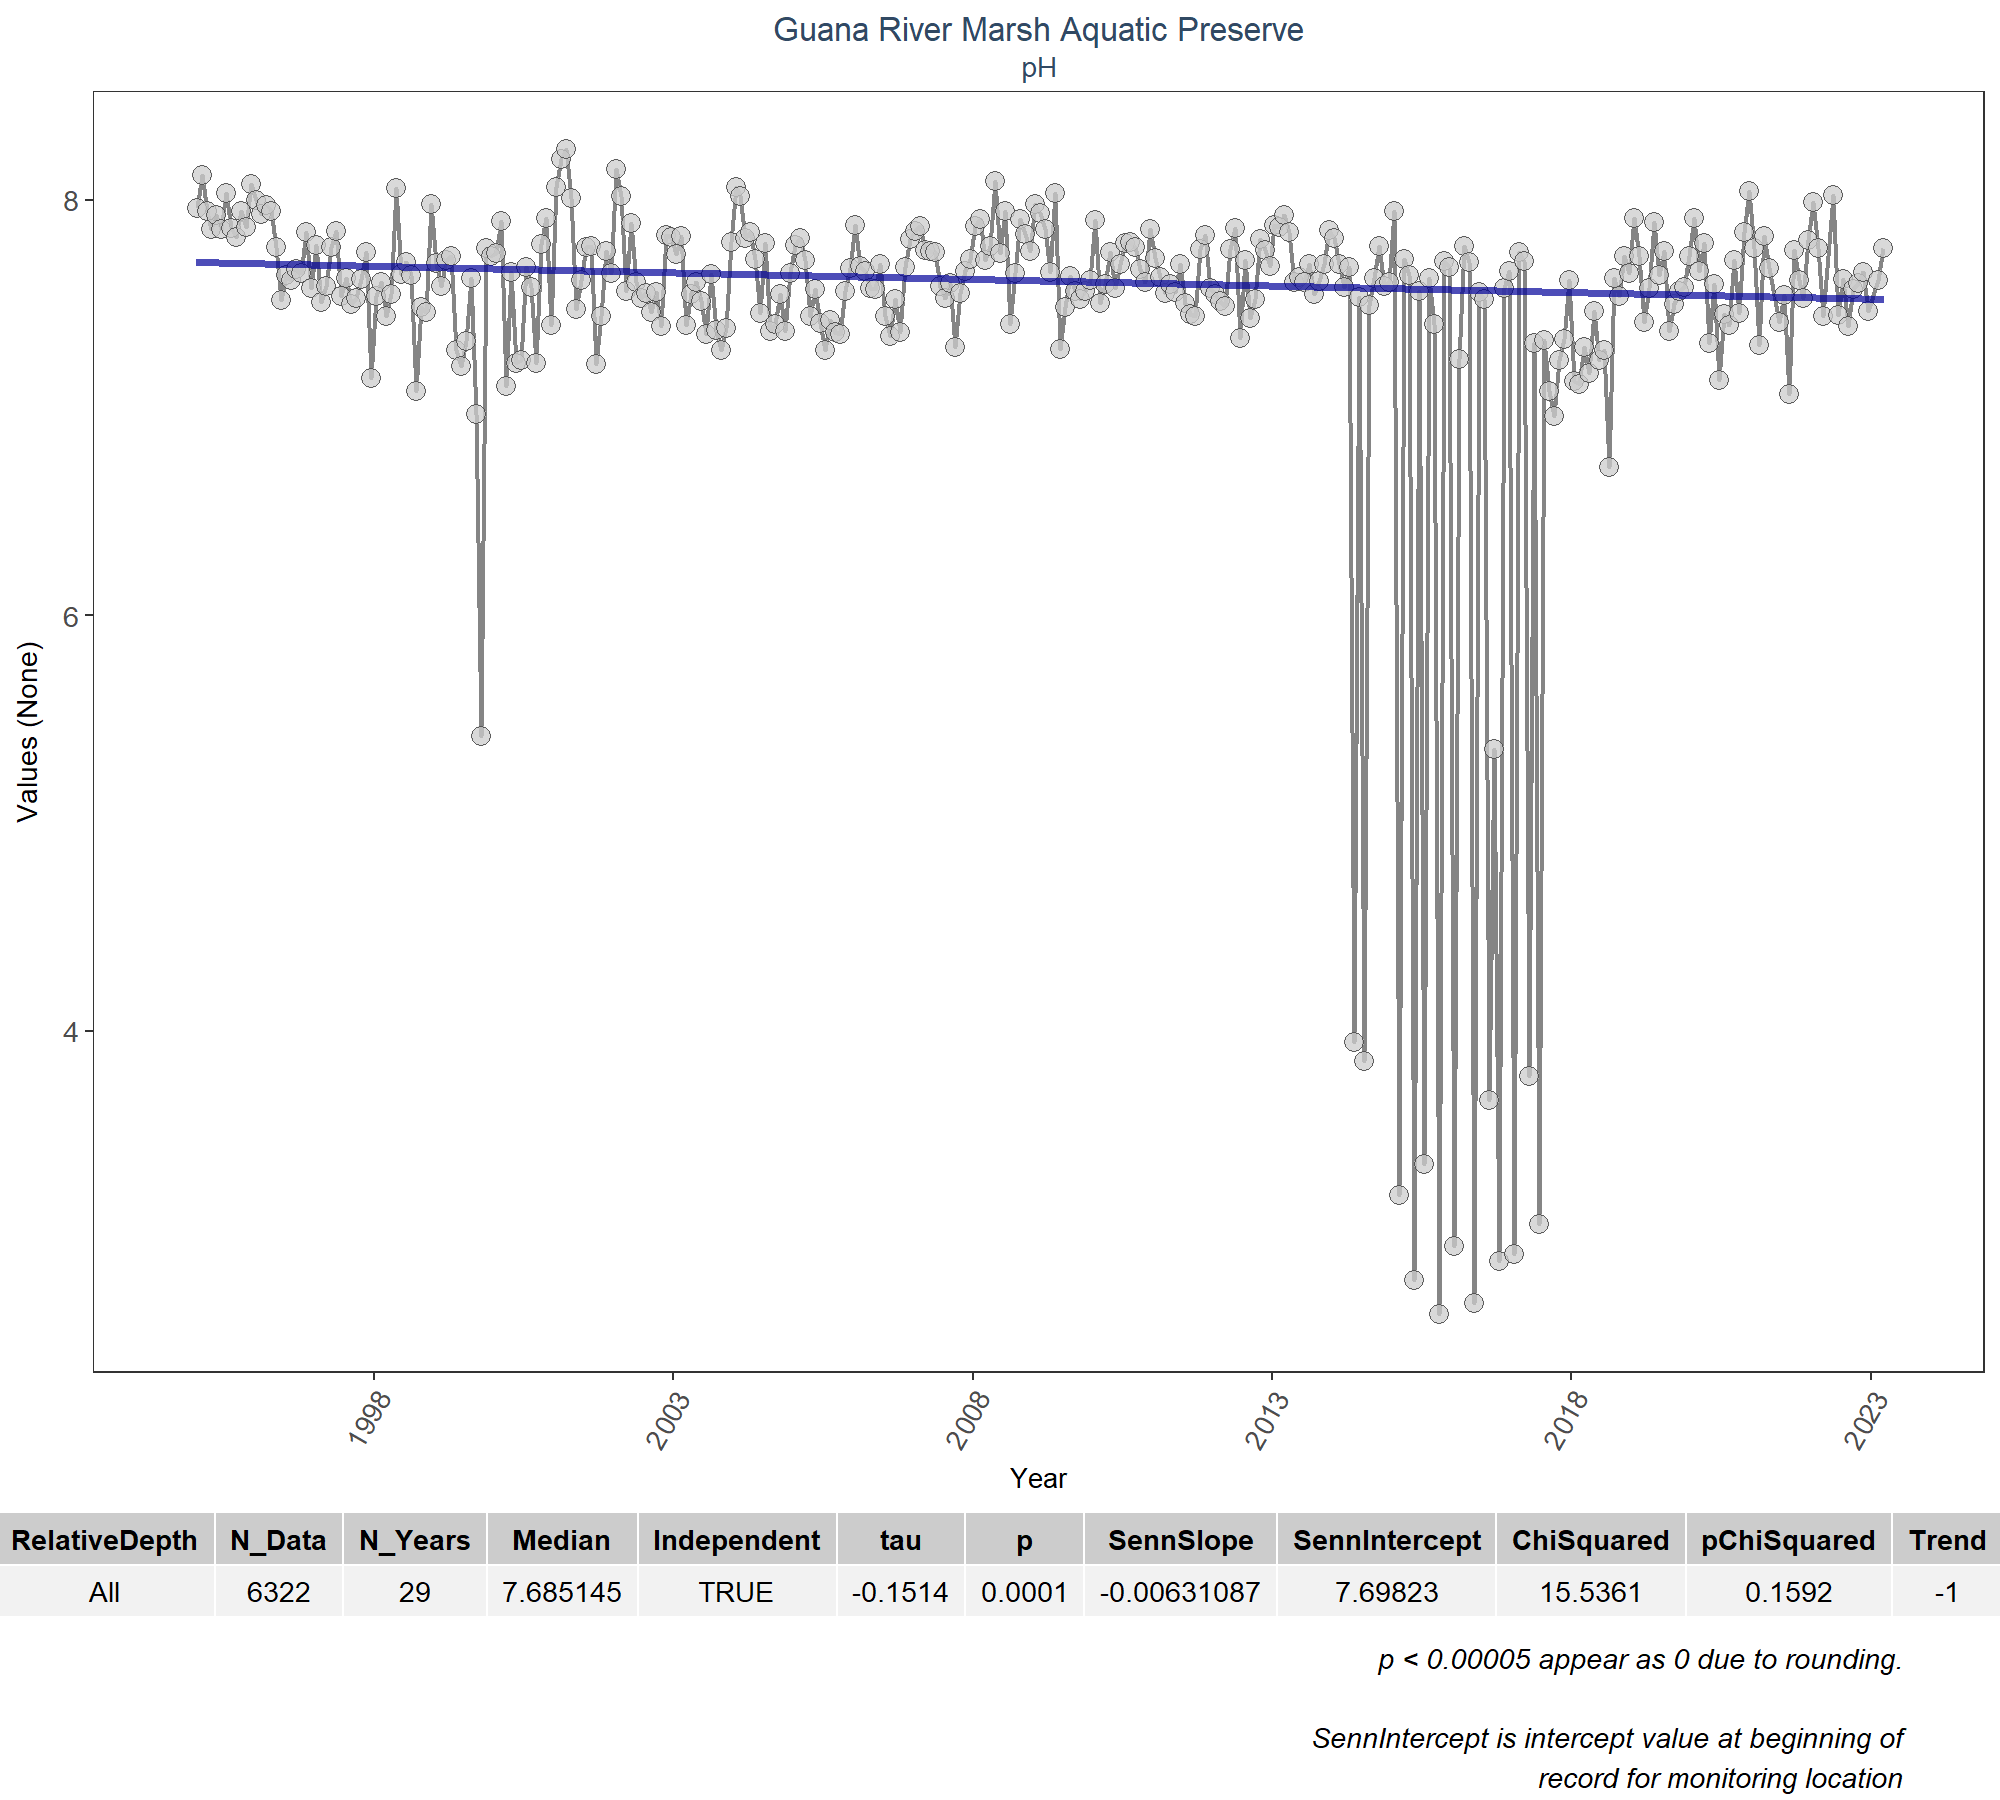 Guana River Marsh Aquatic Preserve
pH
8
6
4
Values (None)
1998 2003 2008 2013 2018 2023
Year
RelativeDepth N_Data N_Years Median Independent tau p SennSlope SennIntercept ChiSquared pChiSquared Trend
All 6322 29 7.685145 TRUE -0.1514 0.0001 -0.00631087 7.69823 15.5361 0.1592 -1
p < 0.00005 appear as 0 due to rounding.
SennIntercept is intercept value at beginning of
record for monitoring location